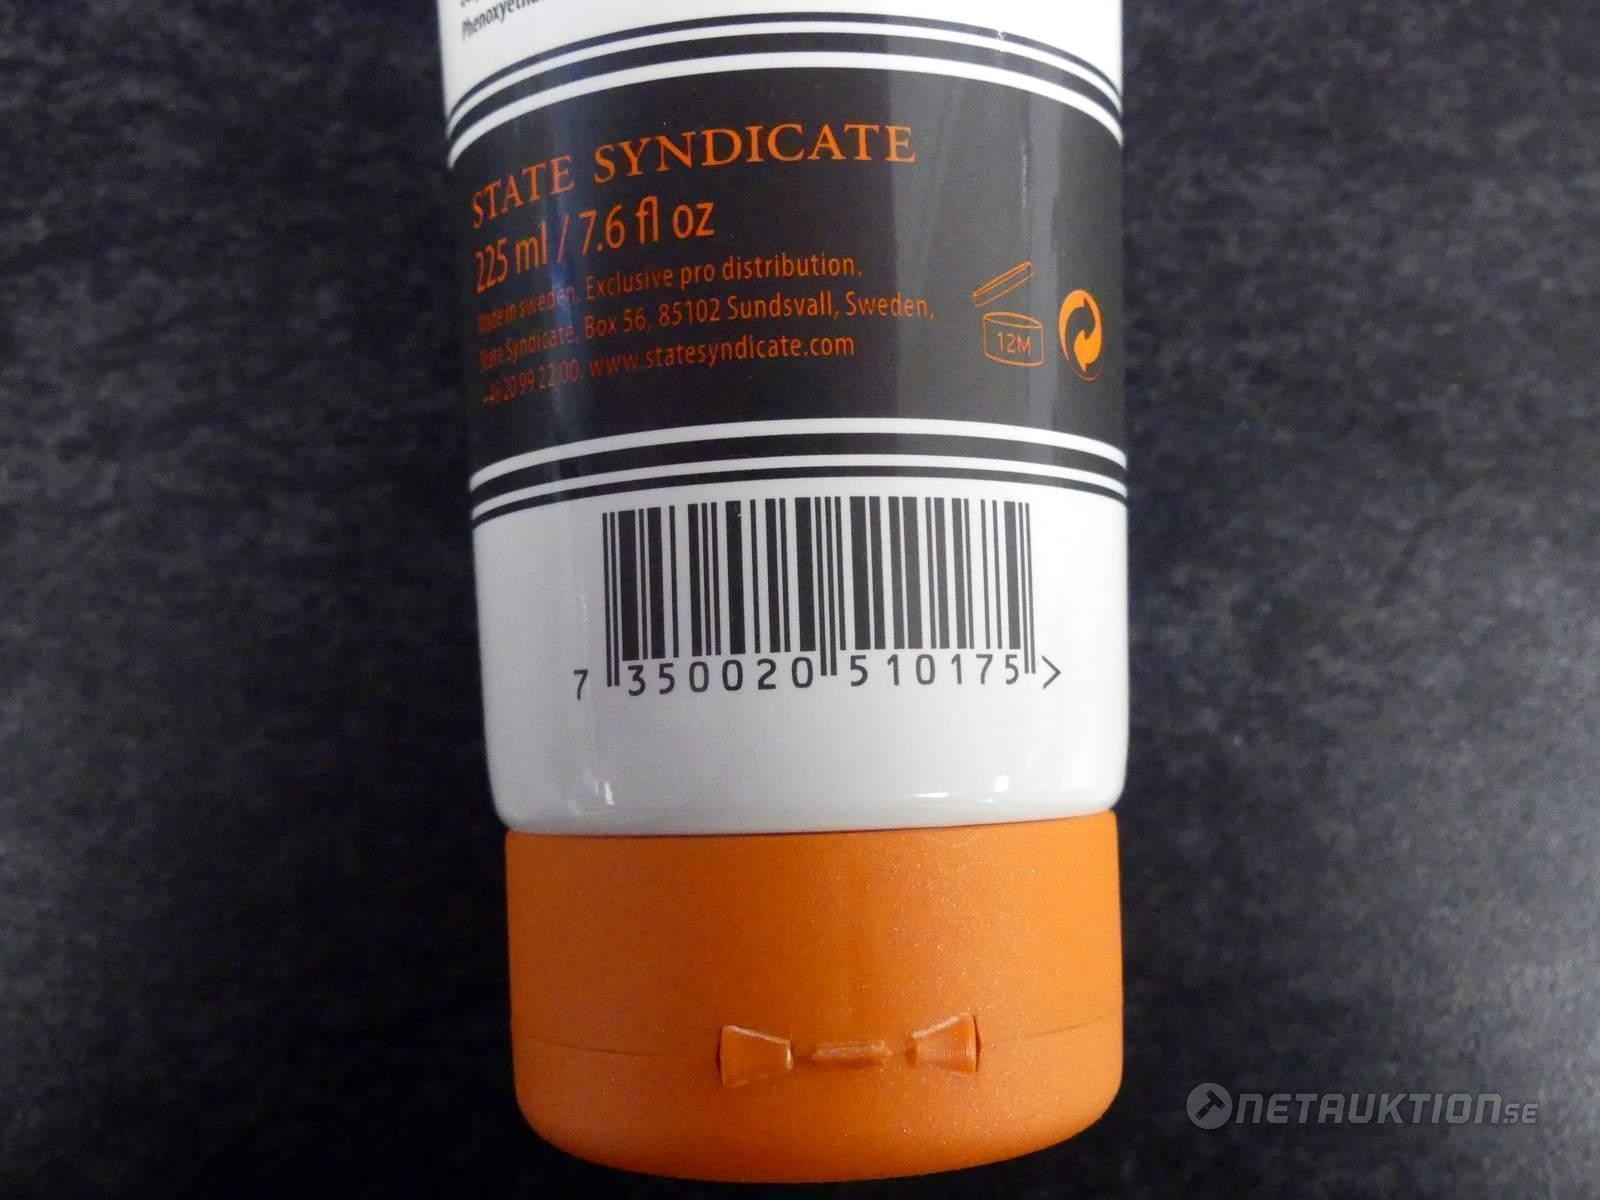 STATE SYNDICATE
225 ml / 7.6 fl oz
Made in sweden. Exclusive pro distribution.
State Syndicate, Box 56, 85102 Sundsvall, Sweden,
+46 20 99 22 00, www.statesyndicate.com
12M
7 350020 510175 >
NETAUKTION.SE